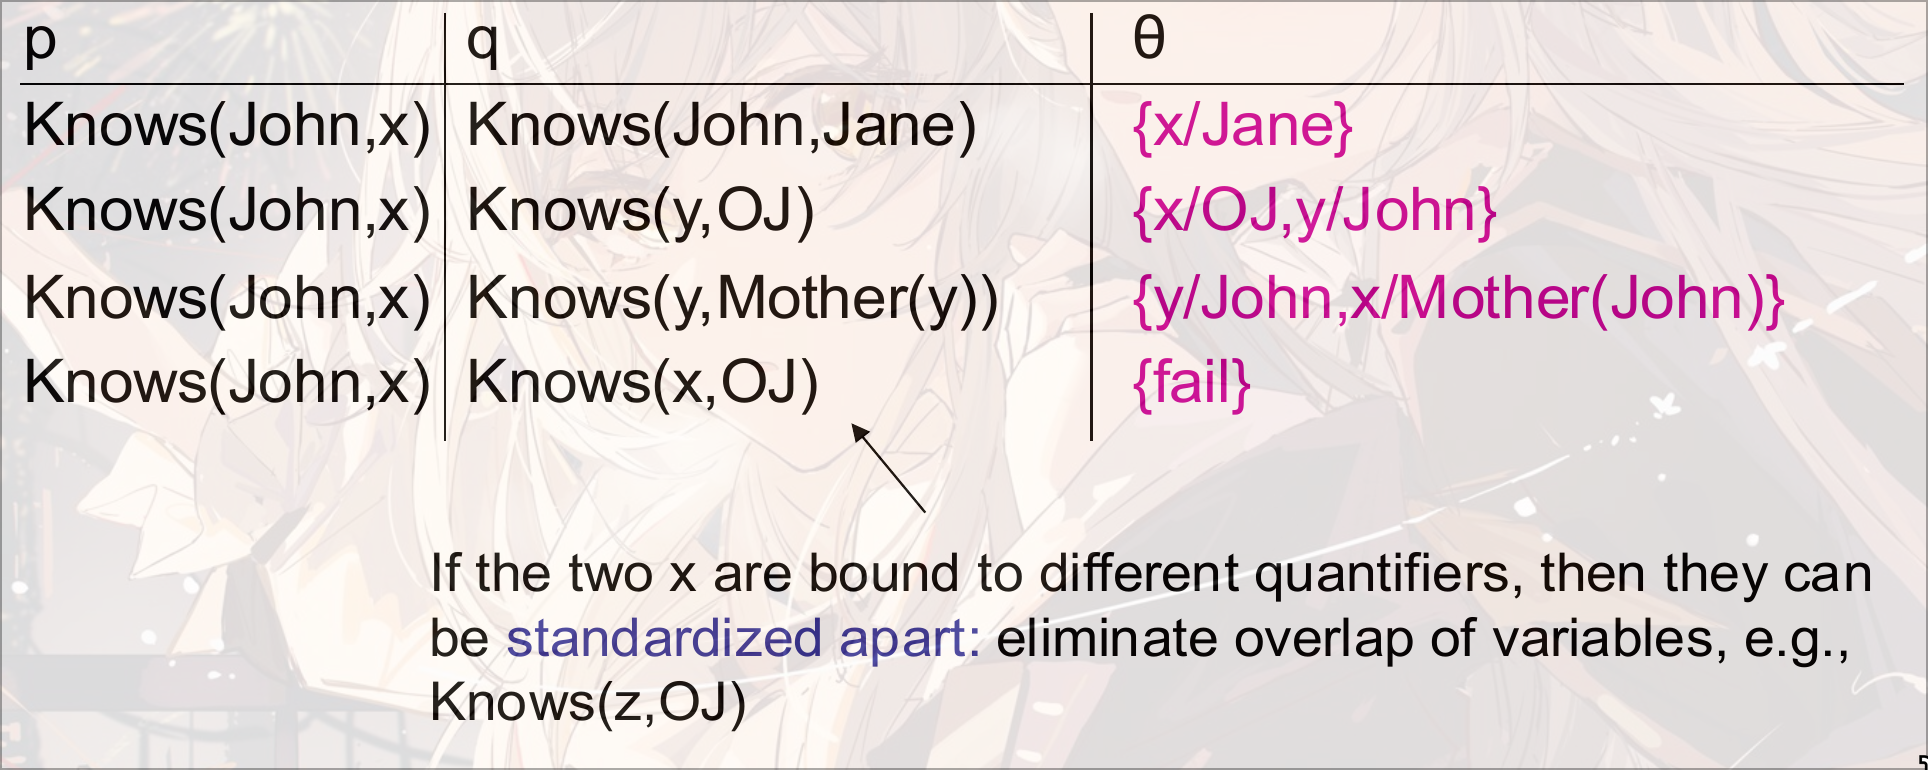 p q θ
Knows(John,x) Knows(John,Jane) {x/Jane}
Knows(John,x) Knows(y,OJ) {x/OJ,y/John}
Knows(John,x) Knows(y,Mother(y)) {y/John,x/Mother(John)}
Knows(John,x) Knows(x,OJ) {fail}
If the two x are bound to different quantifiers, then they can
be standardized apart: eliminate overlap of variables, e.g.,
Knows(z,OJ)